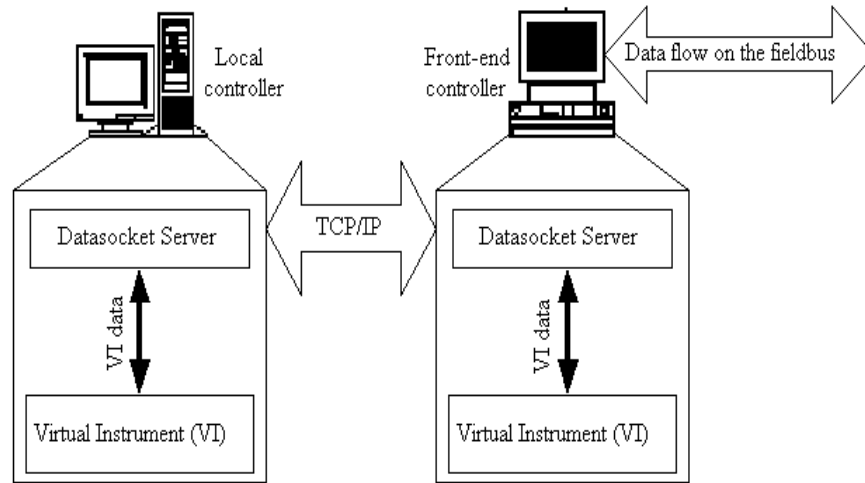 Local
controller
Front-end
controller
Data flow on the fieldbus
TCP/IP
Datasocket Server
VI data
Virtual Instrument (VI)
Datasocket Server
VI data
Virtual Instrument (VI)